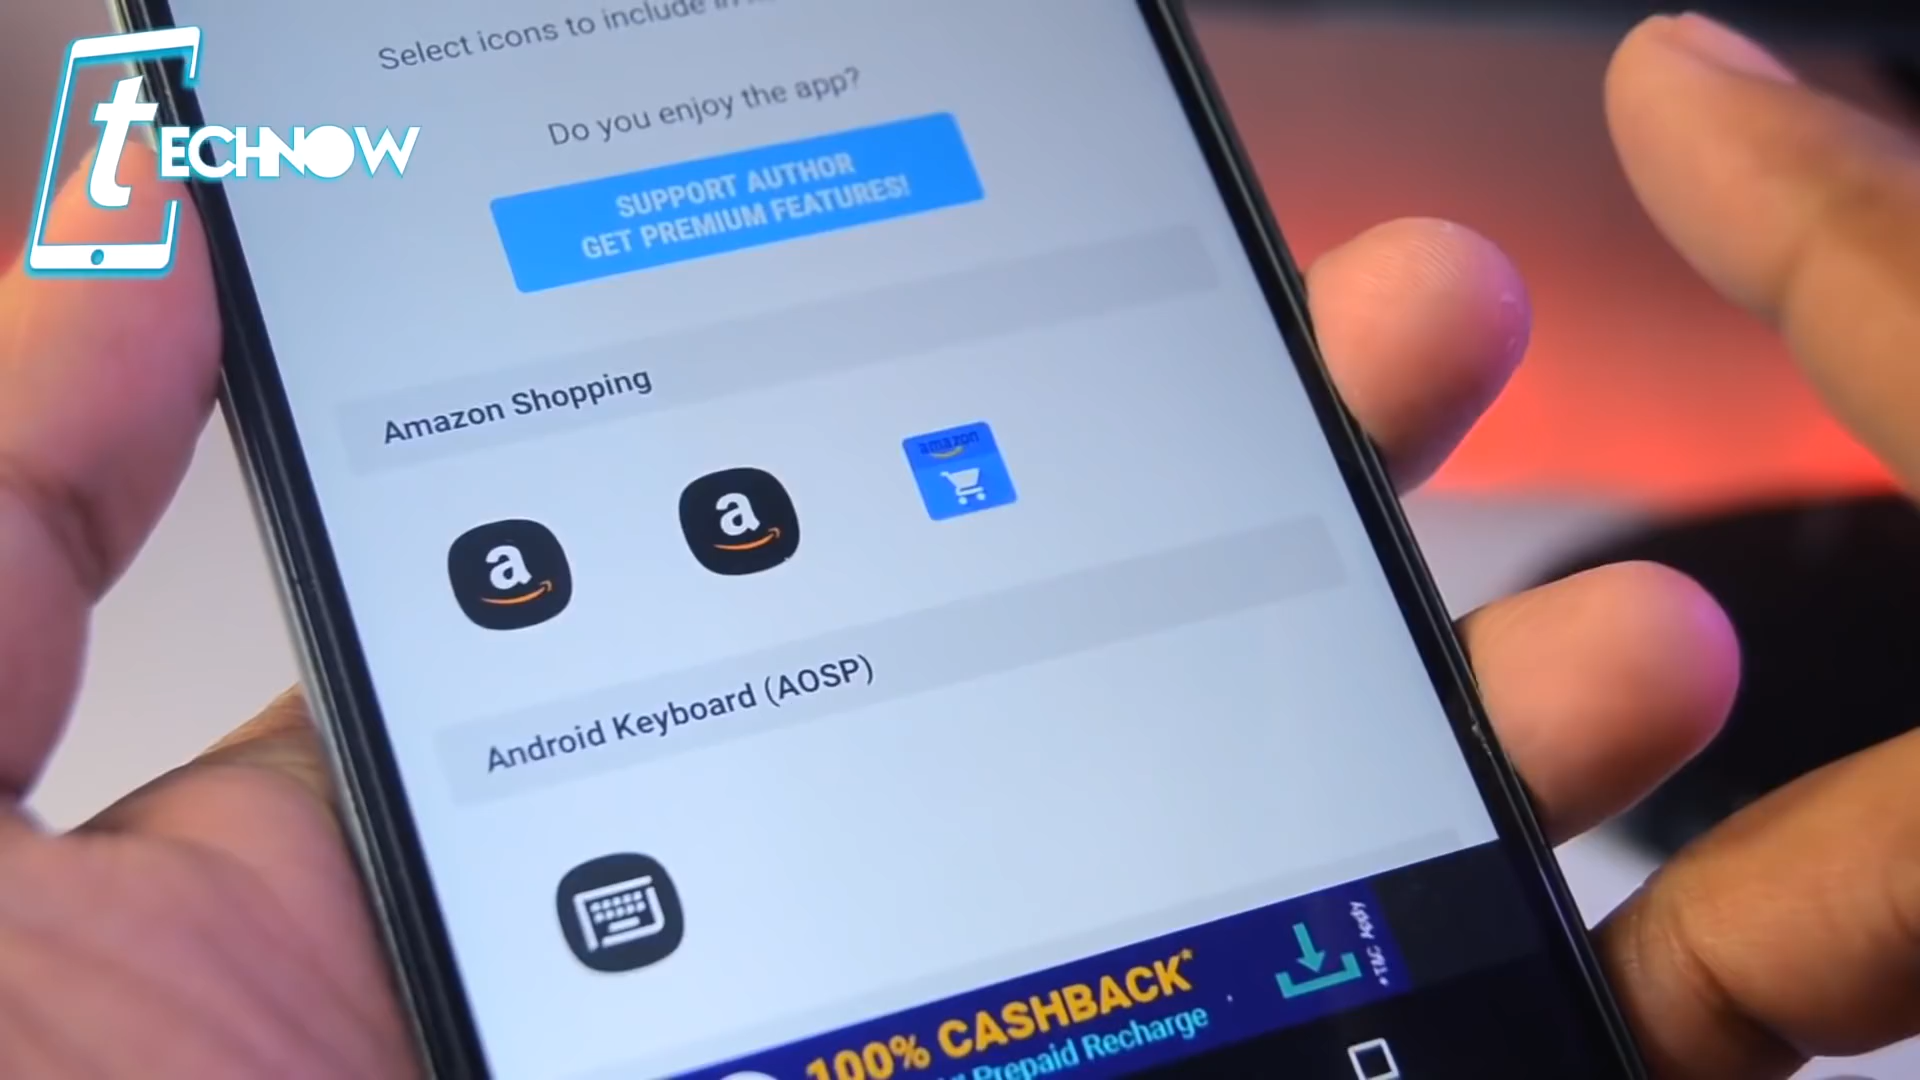 Select icons to include in
Do you enjoy the app?
SUPPORT AUTHOR
GET PREMIUM FEATURES!
tECHNOW
Amazon Shopping
a
a
amazon
Android Keyboard (AOSP)
100% CASHBACK*
Prepaid Recharge
*T&C Apply